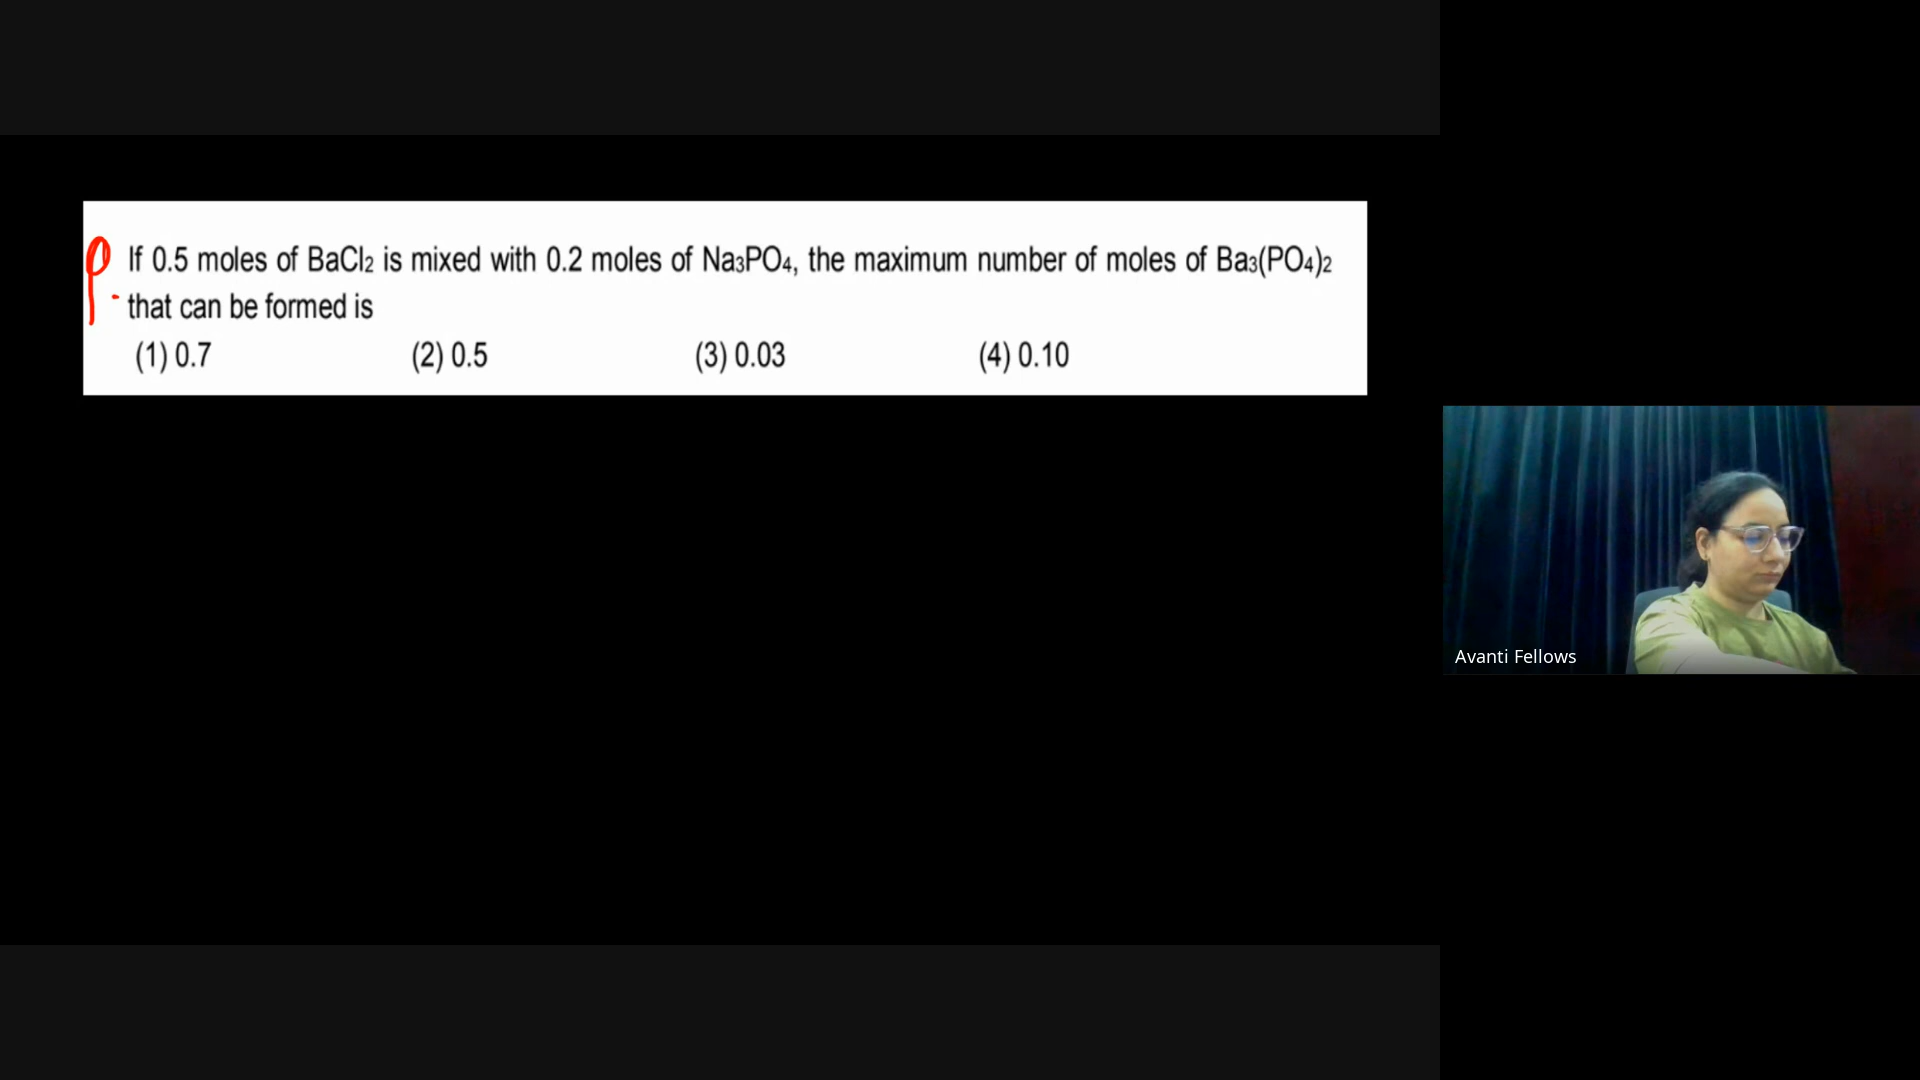 If 0.5 moles of BaCl₂ is mixed with 0.2 moles of Na₃PO₄, the maximum number of moles of Ba₃(PO₄)₂
that can be formed is
(1) 0.7 (2) 0.5 (3) 0.03 (4) 0.10
Avanti Fellows